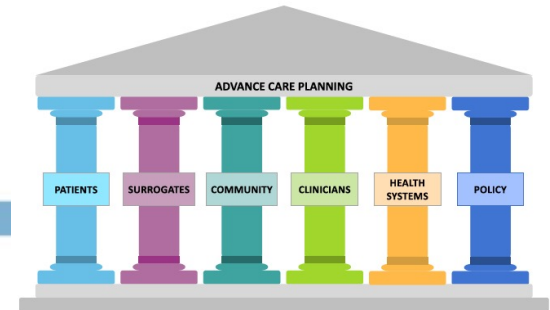 ADVANCE CARE PLANNING
PATIENTS
SURROGATES
COMMUNITY
CLINICIANS
HEALTH
SYSTEMS
POLICY